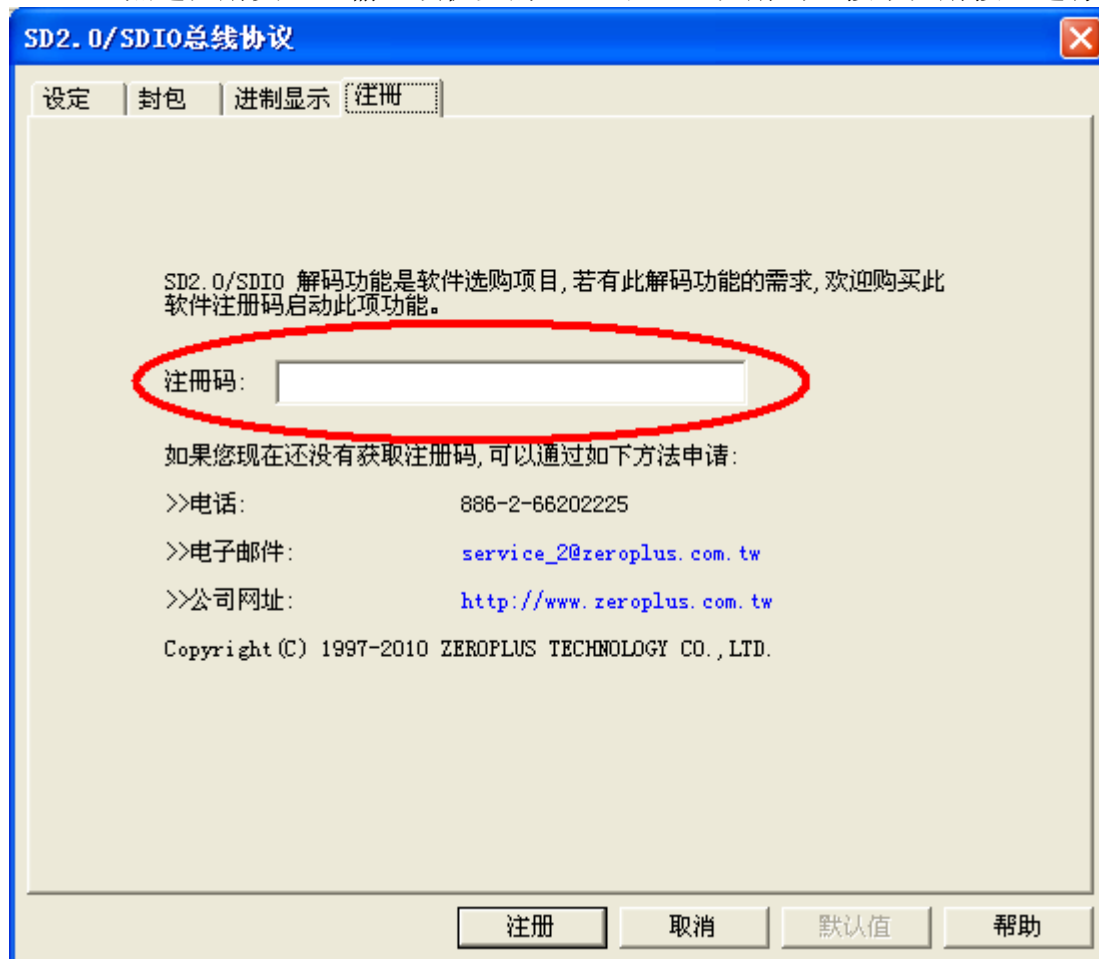 SD2.0/SDIO总线协议
设定 封包 进制显示 注册
SD2.0/SDIO 解码功能是软件选购项目,若有此解码功能的需求,欢迎购买此
软件注册码启动此项功能。
注册码:
如果您现在还没有获取注册码,可以通过如下方法申请:
>>电话: 886-2-66202225
>>电子邮件: service_2@zeroplus.com.tw
>>公司网址: http://www.zeroplus.com.tw
Copyright(C) 1997-2010 ZEROPLUS TECHNOLOGY CO.,LTD.
注册 取消 默认值 帮助